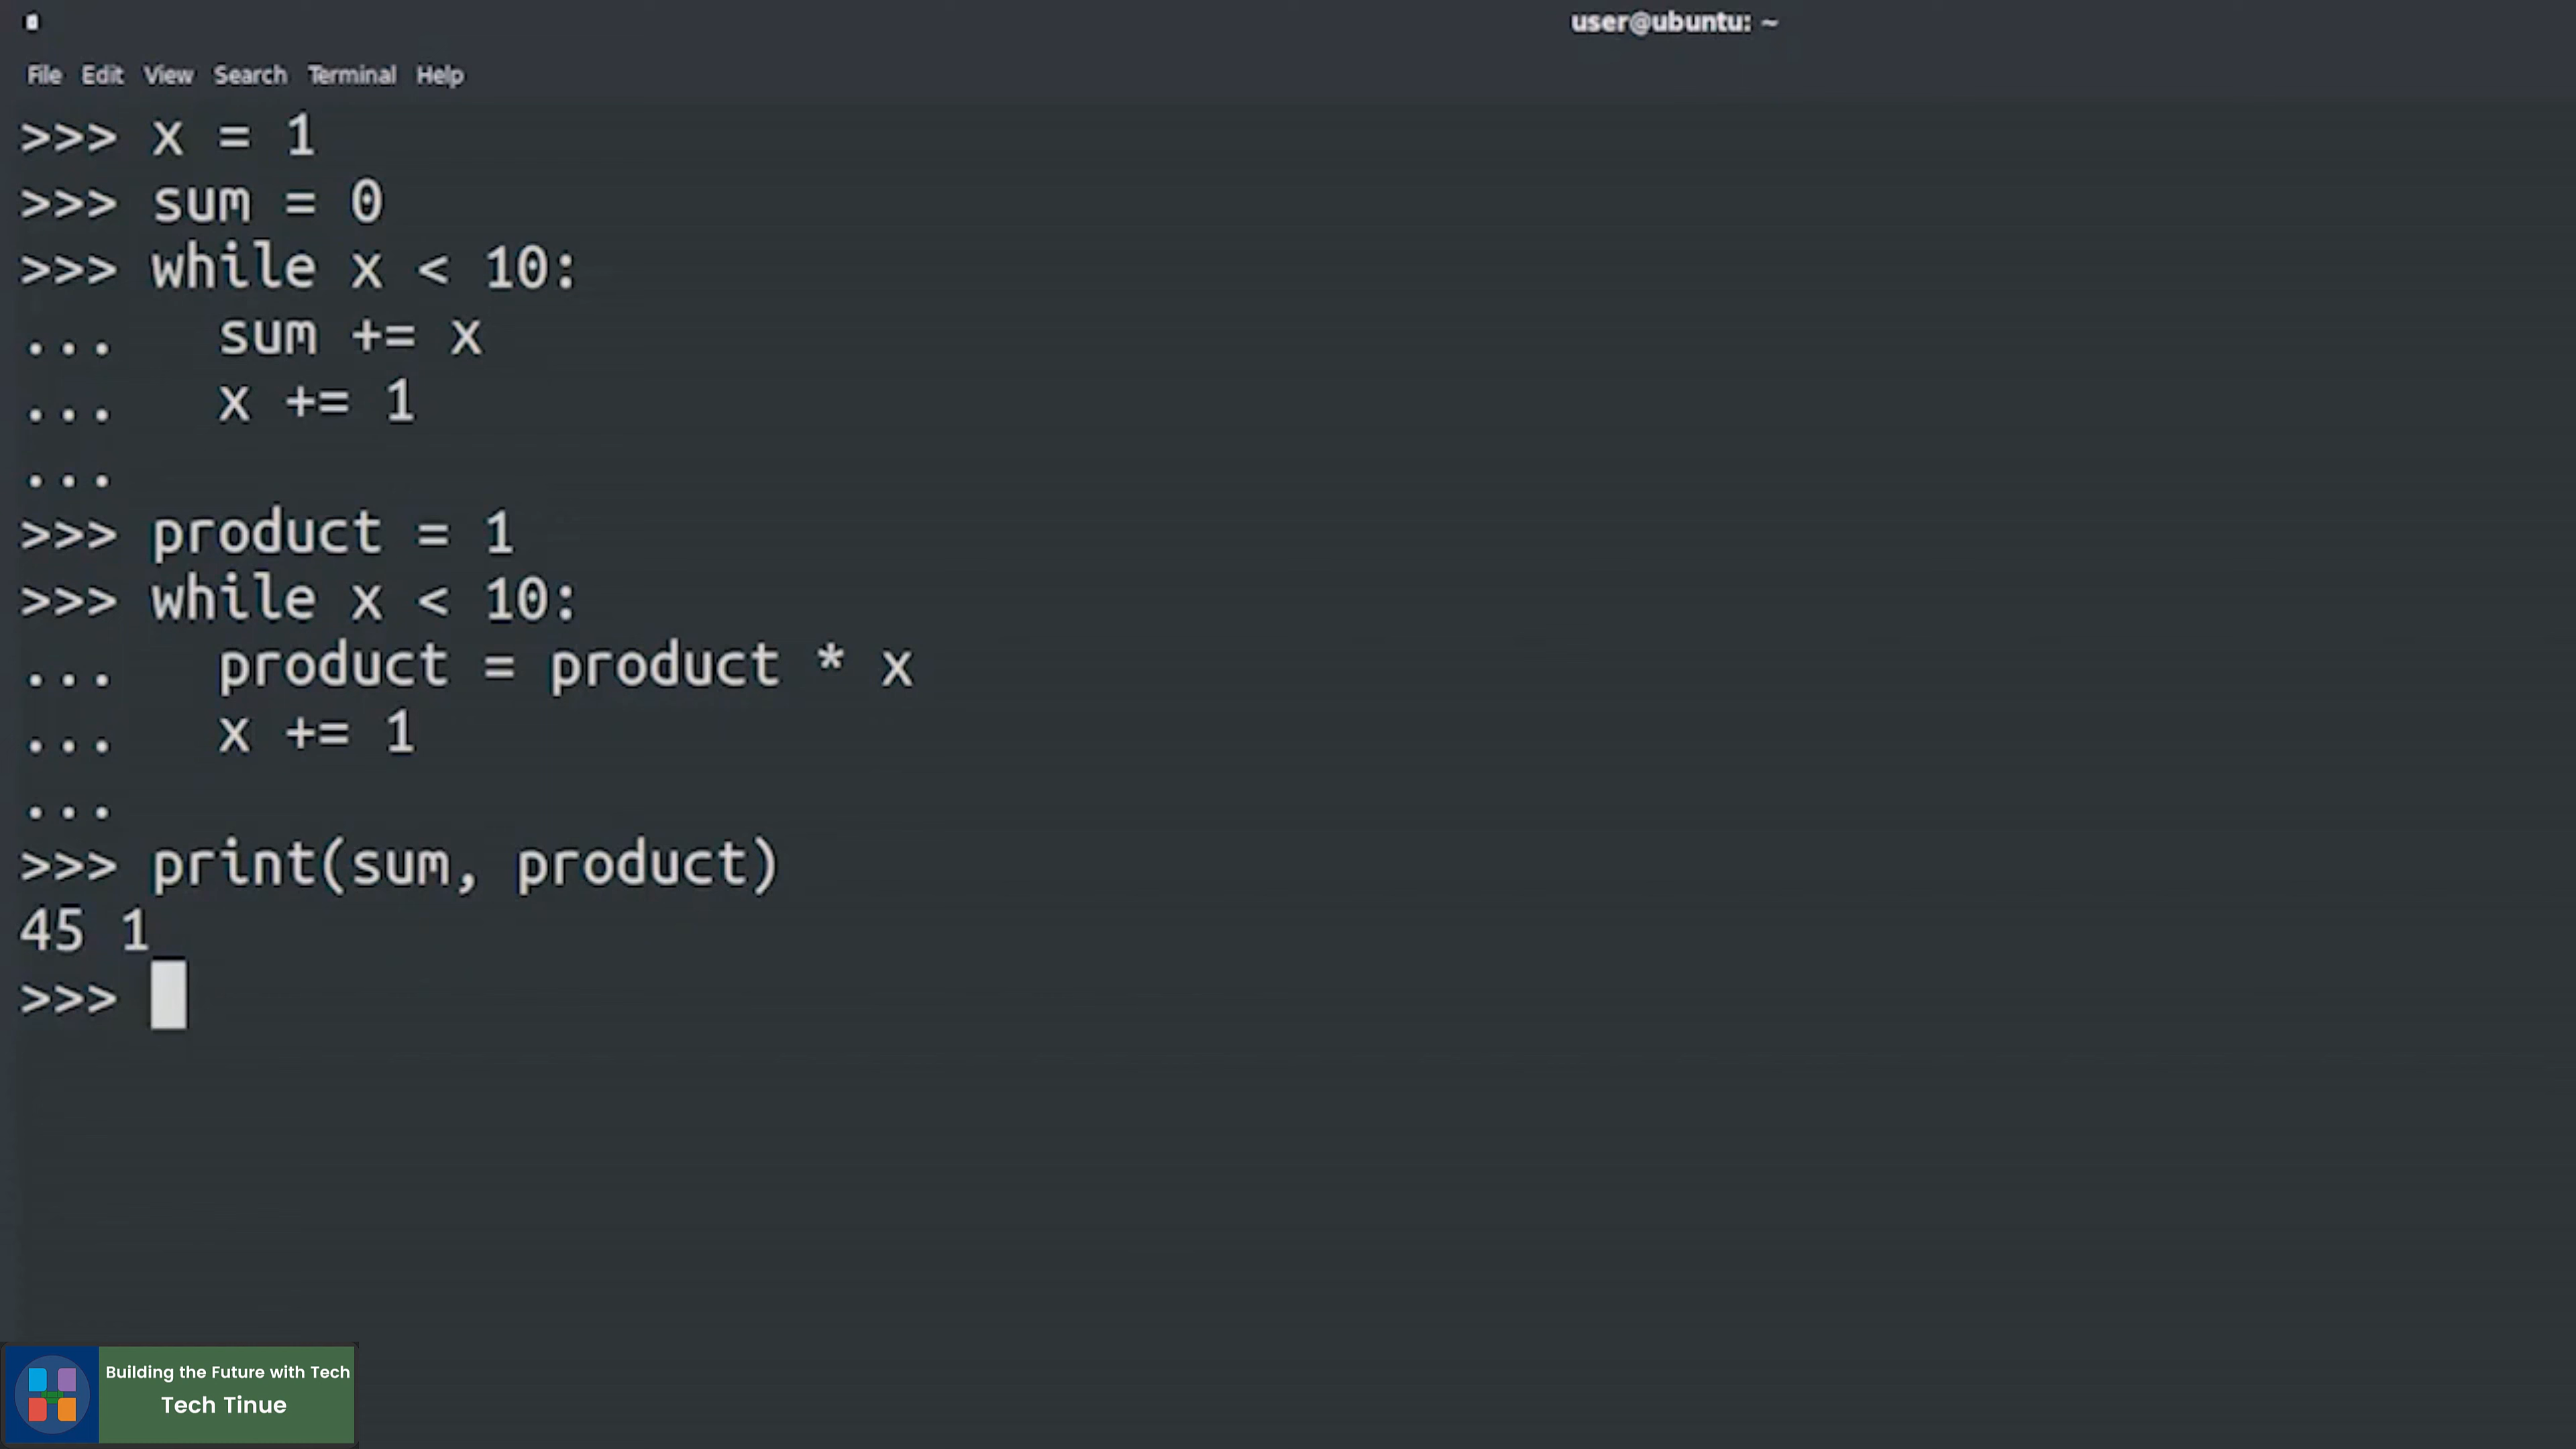 user@ubuntu: ~
File Edit View Search Terminal Help
>>> x = 1
>>> sum = 0
>>> while x < 10:
...   sum += x
...   x += 1
...
>>> product = 1
>>> while x < 10:
...   product = product * x
...   x += 1
...
>>> print(sum, product)
45 1
>>>
Building the Future with Tech
Tech Tinue